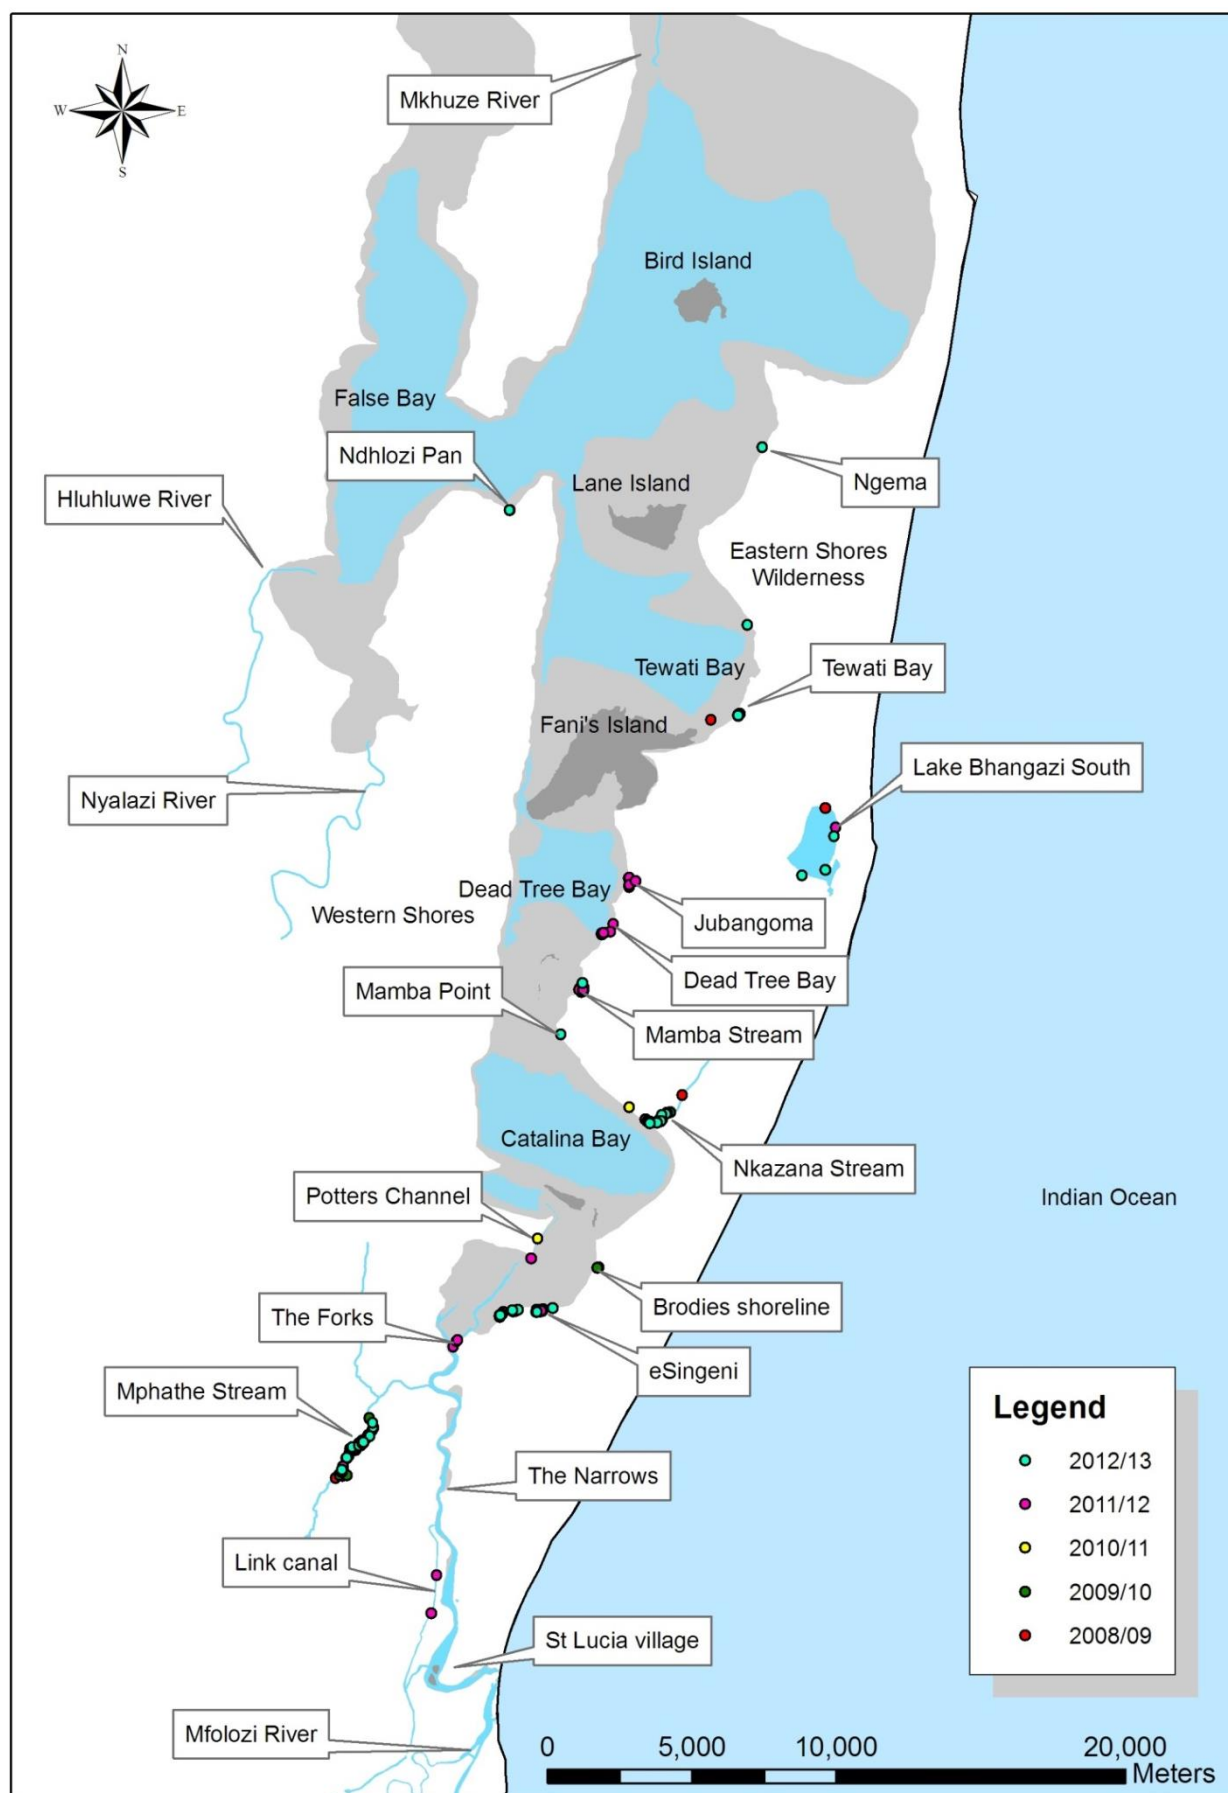 N
W
E
S
Mkhuze River
Bird Island
False Bay
Ndhlozi Pan
Ngema
Hluhluwe River
Lane Island
Eastern Shores
Wilderness
Tewati Bay
Tewati Bay
Fani's Island
Lake Bhangazi South
Nyalazi River
Dead Tree Bay
Western Shores
Jubangoma
Dead Tree Bay
Mamba Point
Mamba Stream
Catalina Bay
Nkazana Stream
Potters Channel
Indian Ocean
Brodies shoreline
The Forks
eSingeni
Mphathe Stream
Legend
2012/13
The Narrows
2011/12
Link canal
2010/11
2009/10
St Lucia village
2008/09
Mfolozi River
0 5,000 10,000 20,000
Meters